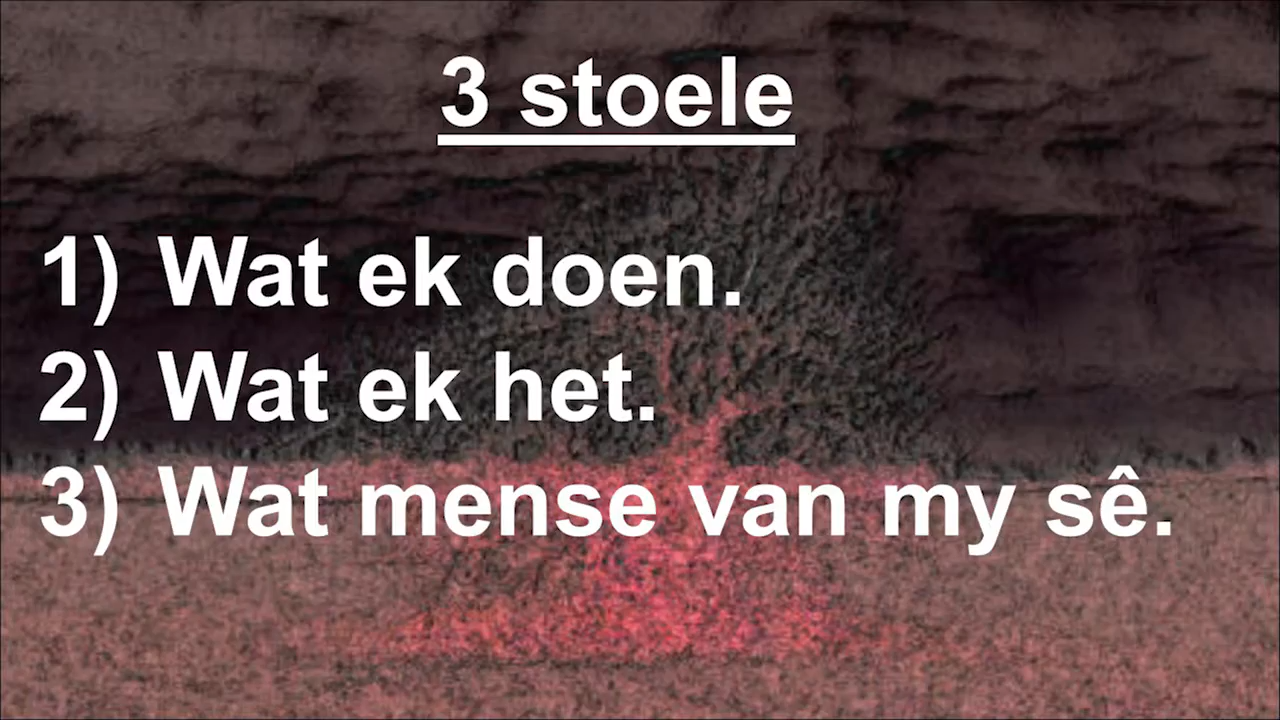 3 stoele
1) Wat ek doen.
2) Wat ek het.
3) Wat mense van my sê.